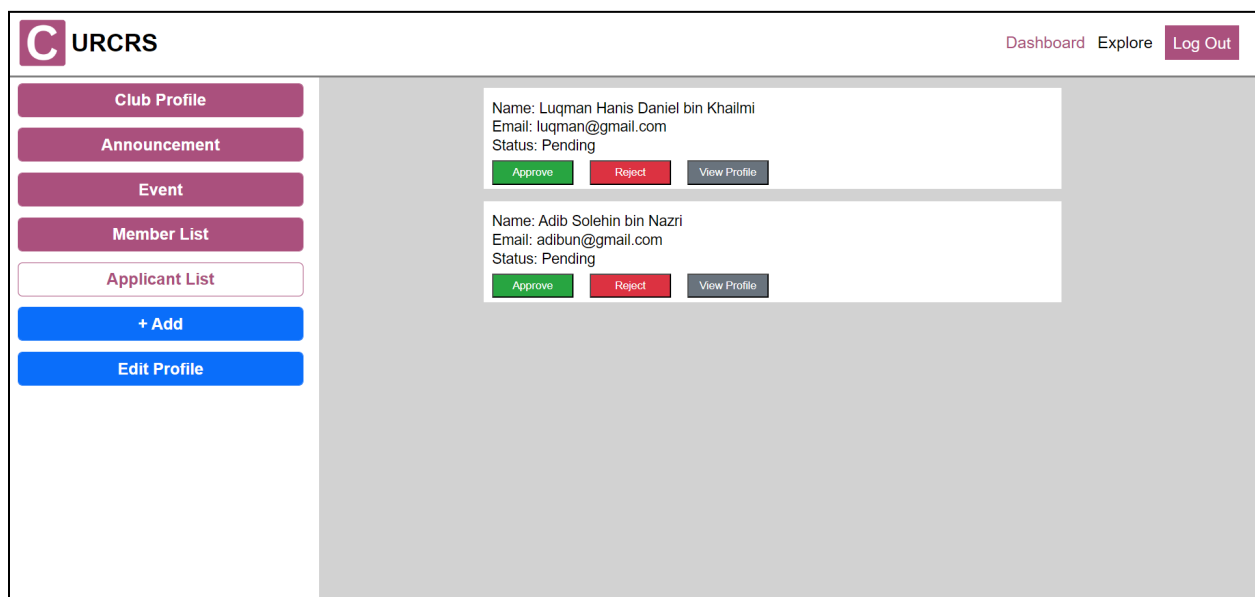 C URCRS
Dashboard Explore Log Out
Club Profile
Announcement
Event
Member List
Applicant List
+ Add
Edit Profile
Name: Luqman Hanis Daniel bin Khailmi
Email: luqman@gmail.com
Status: Pending
Approve Reject View Profile
Name: Adib Solehin bin Nazri
Email: adibun@gmail.com
Status: Pending
Approve Reject View Profile